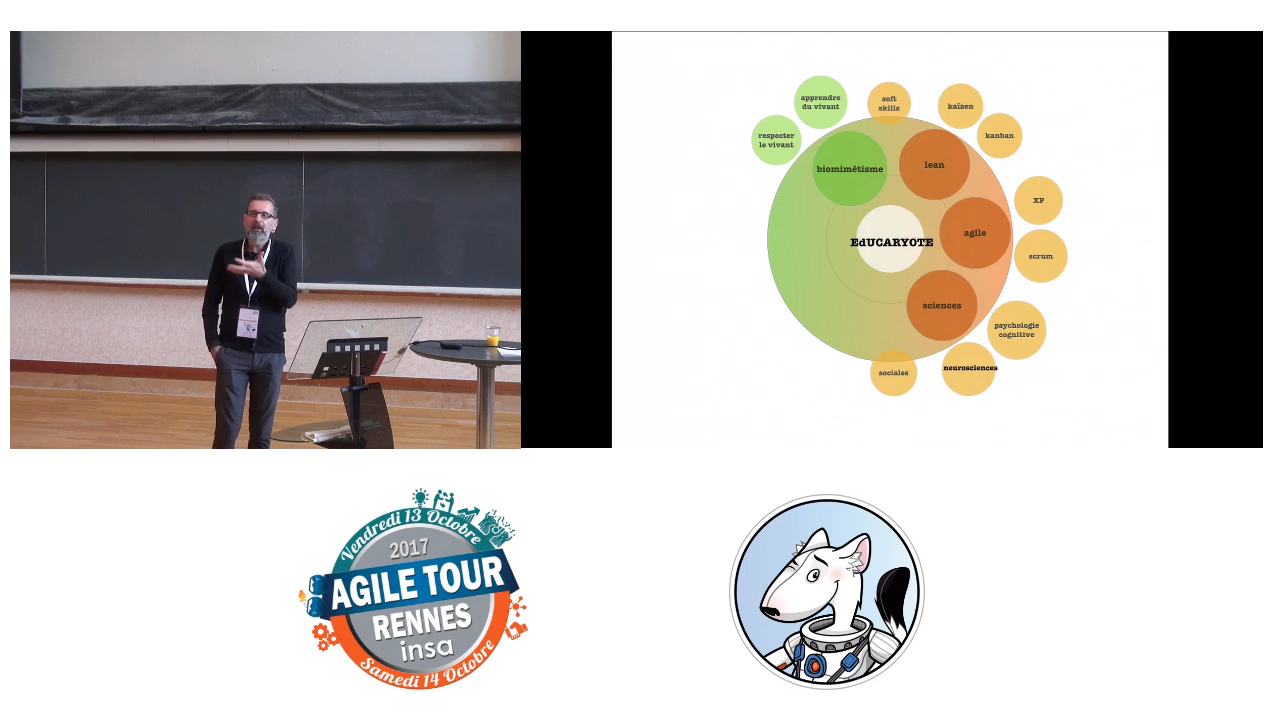 apprendre
du vivant
soft
skills
kaïzen
kanban
respecter
le vivant
biomimétisme
lean
XP
EdUCARYOTE
agile
scrum
sciences
psychologie
cognitive
sociales
neurosciences
Vendredi 13 Octobre
2017
AGILE TOUR
RENNES
insa
Samedi 14 Octobre